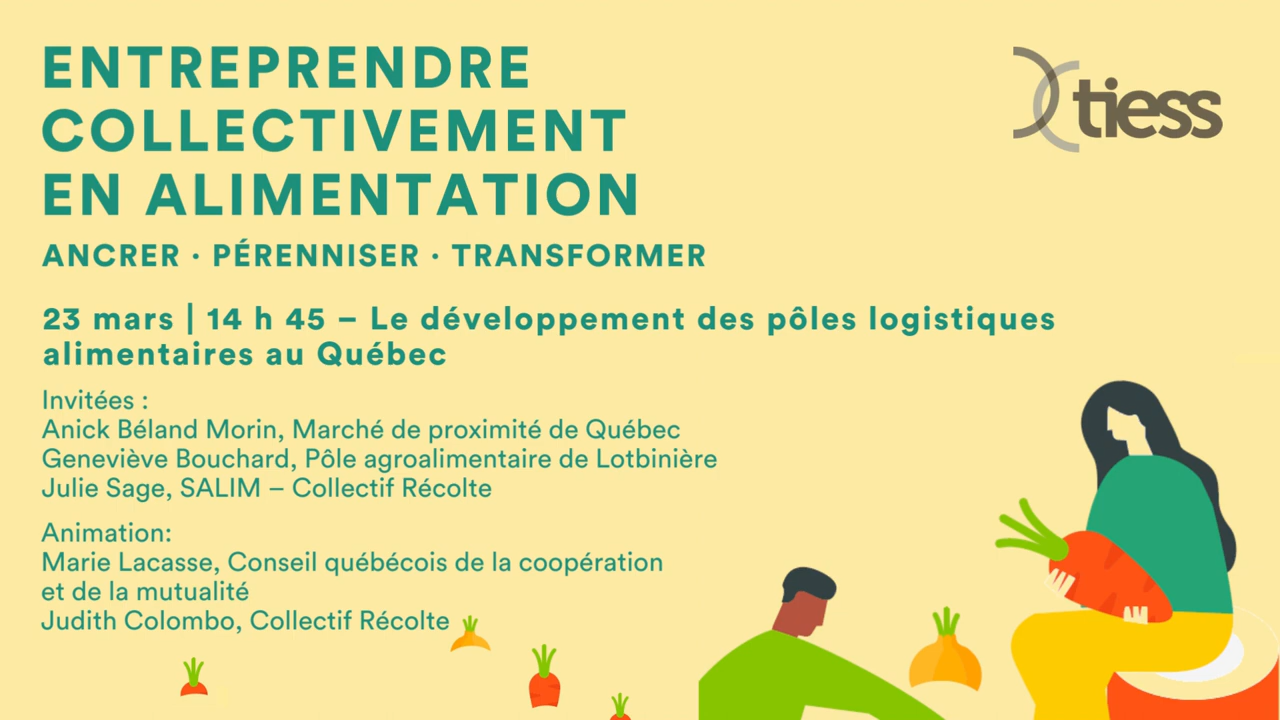 ENTREPRENDRE
COLLECTIVEMENT
EN ALIMENTATION
ANCRER · PÉRENNISER · TRANSFORMER
tiess
23 mars | 14 h 45 – Le développement des pôles logistiques
alimentaires au Québec
Invitées :
Anick Béland Morin, Marché de proximité de Québec
Geneviève Bouchard, Pôle agroalimentaire de Lotbinière
Julie Sage, SALIM – Collectif Récolte
Animation:
Marie Lacasse, Conseil québécois de la coopération
et de la mutualité
Judith Colombo, Collectif Récolte